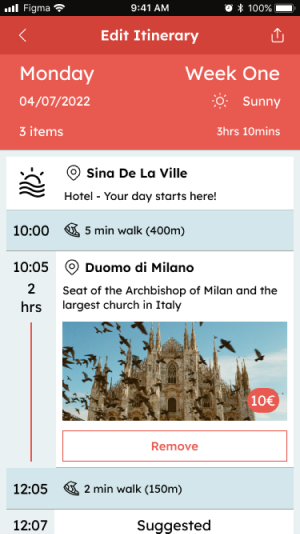 Figma 9:41 AM 100%
Edit Itinerary
Monday Week One
04/07/2022 Sunny
3 items 3hrs 10mins
Sina De La Ville
Hotel - Your day starts here!
10:00 5 min walk (400m)
10:05 Duomo di Milano
2 Seat of the Archbishop of Milan and the
hrs largest church in Italy
10€
Remove
12:05 2 min walk (150m)
12:07 Suggested